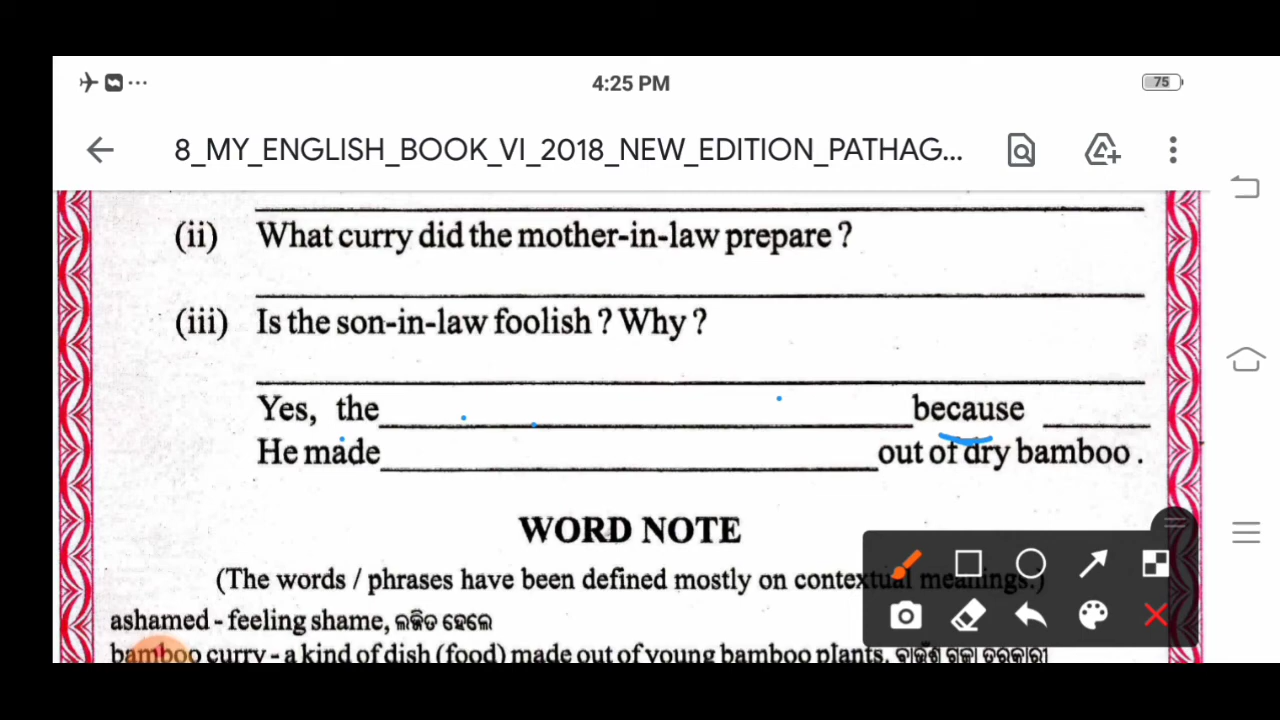 4:25 PM
75
8_MY_ENGLISH_BOOK_VI_2018_NEW_EDITION_PATHAG...
(ii) What curry did the mother-in-law prepare ?
(iii) Is the son-in-law foolish ? Why ?
Yes, the because
He made out of dry bamboo .
WORD NOTE
(The words / phrases have been defined mostly on contextual meanings.)
ashamed - feeling shame, ଲଜ୍ଜିତ ହେଲେ
bamboo curry - a kind of dish (food) made out of young bamboo plants, ବାଉଁଶ ଗଜା ତରକାରୀ